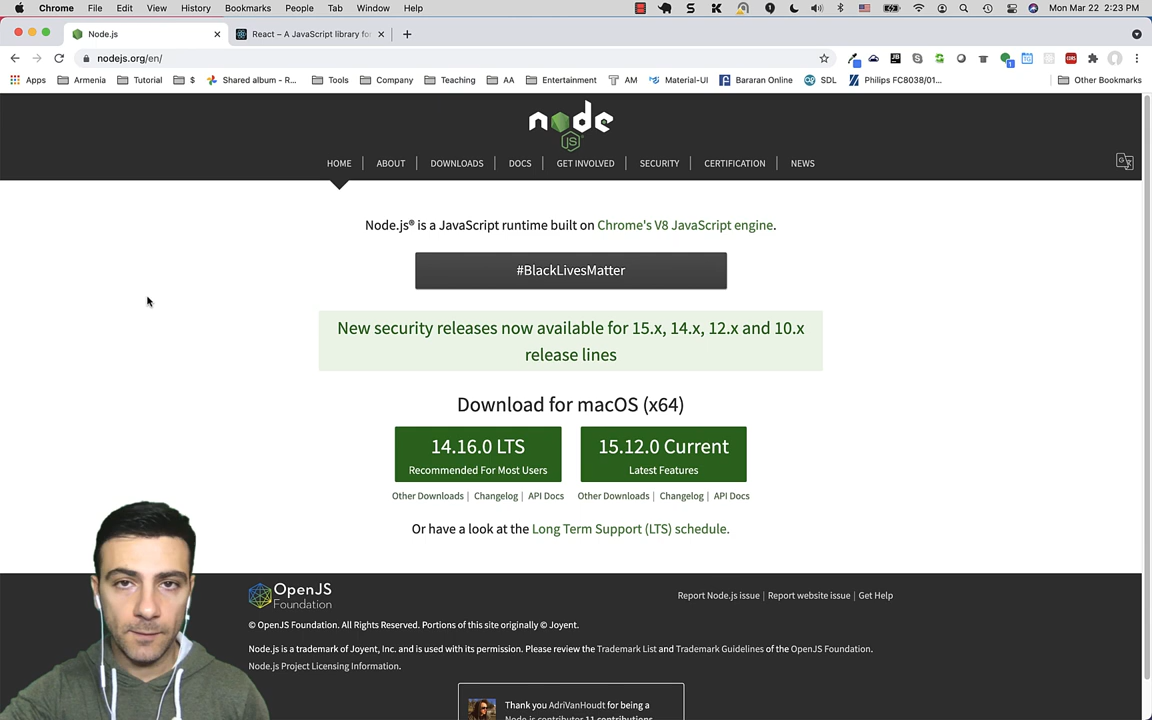 Chrome File Edit View History Bookmarks People Tab Window Help Mon Mar 22 2:23 PM
Node.js React – A JavaScript library fo
nodejs.org/en/
Apps Armenia Tutorial $ Shared album - R... Tools Company Teaching AA Entertainment AM Material-UI Bararan Online SDL Philips FC8038/01... Other Bookmarks
node
JS
HOME ABOUT DOWNLOADS DOCS GET INVOLVED SECURITY CERTIFICATION NEWS
Node.js® is a JavaScript runtime built on Chrome's V8 JavaScript engine.
#BlackLivesMatter
New security releases now available for 15.x, 14.x, 12.x and 10.x
release lines
Download for macOS (x64)
14.16.0 LTS 15.12.0 Current
Recommended For Most Users Latest Features
Other Downloads | Changelog | API Docs Other Downloads | Changelog | API Docs
Or have a look at the Long Term Support (LTS) schedule.
OpenJS
Foundation
Report Node.js issue | Report website issue | Get Help
© OpenJS Foundation. All Rights Reserved. Portions of this site originally © Joyent.
Node.js is a trademark of Joyent, Inc. and is used with its permission. Please review the Trademark List and Trademark Guidelines of the OpenJS Foundation.
Node.js Project Licensing Information.
Thank you AdriVanHoudt for being a
Node.js contributor 11 contributions